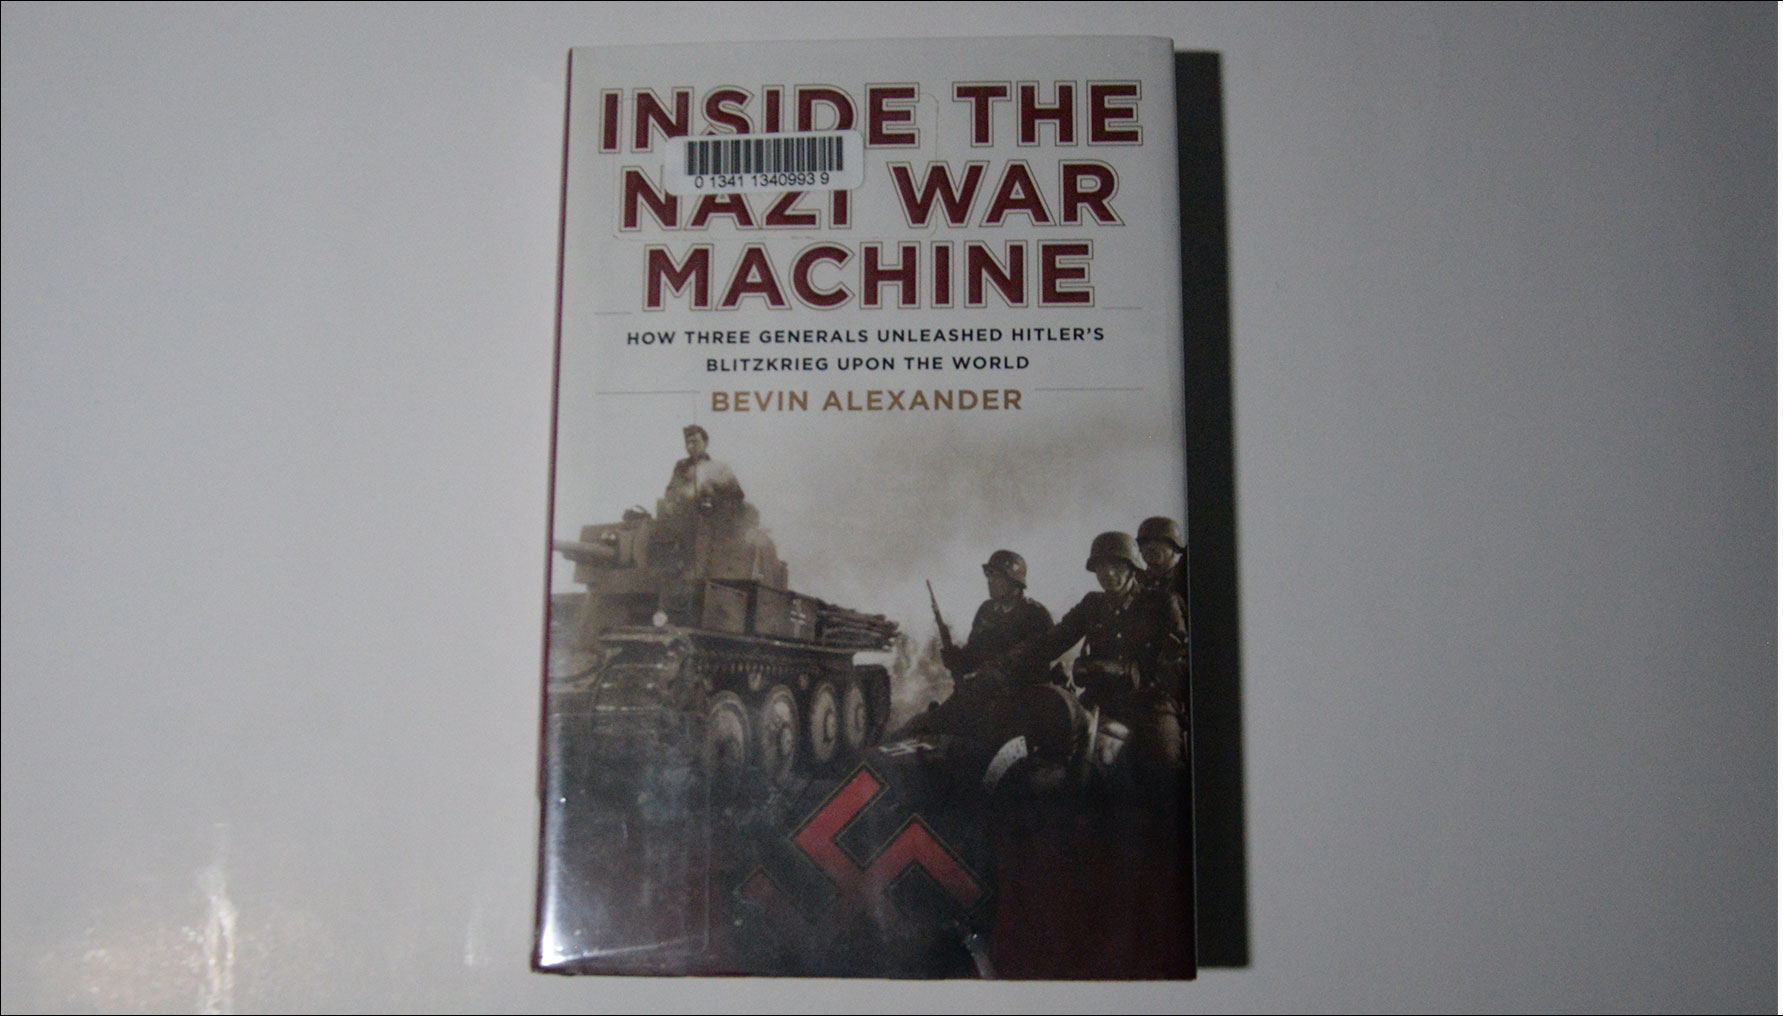 INSIDE THE
0 1341 1340993 9
NAZI WAR
MACHINE
HOW THREE GENERALS UNLEASHED HITLER'S
BLITZKRIEG UPON THE WORLD
BEVIN ALEXANDER